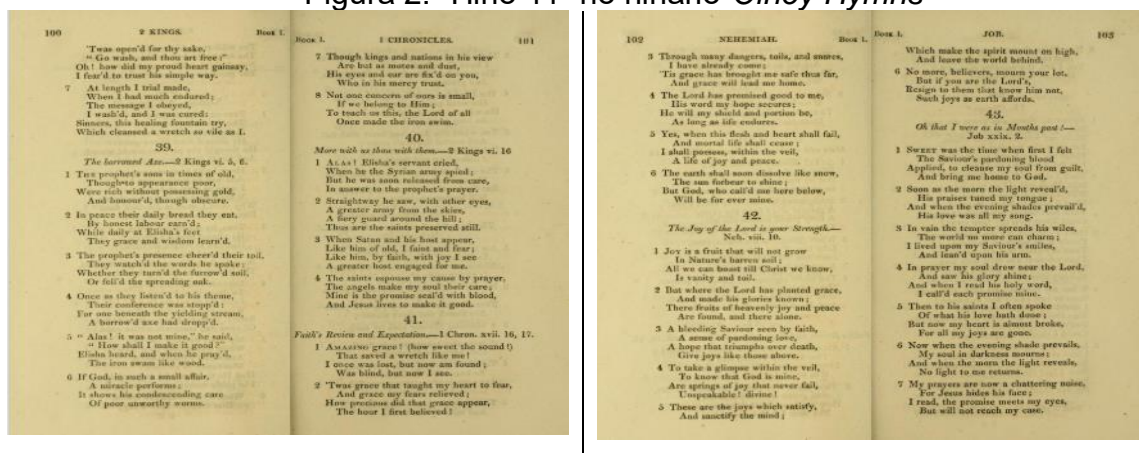 Figura 2. Hino 41 no hinário Olney Hymns
100 2 KINGS. Book I.
'Twas open'd for thy sake,
"Go wash, and thou art free:"
Oh! how did my proud heart gainsay,
I fear'd to trust his simple way.
7 At length I trial made,
When I had much endured;
The message I obeyed,
I wash'd, and I was cured:
Sinners, this healing fountain try,
Which cleansed a wretch so vile as I.
39.
The borrowed Axe.—2 Kings vi. 5, 6.
1 The prophet's sons in times of old,
Though to appearance poor,
Were rich without possessing gold,
And honour'd, though obscure.
2 In peace their daily bread they eat,
By honest labour earn'd;
While daily at Elisha's feet
They grace and wisdom learn'd.
3 The prophet's presence cheer'd their toil,
They watch'd the words he spoke;
Whether they turn'd the furrow'd soil,
Or fell'd the spreading oak.
4 Once as they listen'd to his theme,
Their conference was stopp'd;
For one beneath the yielding stream,
A borrow'd axe had dropp'd.
5 "Alas! it was not mine," he said,
"How shall I make it good?"
Elisha heard, and when he pray'd,
The iron swam like wood.
6 If God, in such a small affair,
A miracle performs;
It shows his condescending care
Of poor unworthy worms.
Book I. 1 CHRONICLES. 101
7 Though kings and nations in his view
Are but as motes and dust,
His eyes and ear are fix'd on you,
Who in his mercy trust.
8 Not one concern of ours is small,
If we belong to Him;
To teach us this, the Lord of all
Once made the iron swim.
40.
More with us than with them.—2 Kings vi. 16
1 Alas! Elisha's servant cried,
When he the Syrian army spied;
But he was soon released from care,
In answer to the prophet's prayer.
2 Straightway he saw, with other eyes,
A greater army from the skies,
A fiery guard around the hill;
Thus are the saints preserved still.
3 When Satan and his host appear,
Like him of old, I faint and fear;
Like him, by faith, with joy I see
A greater host engaged for me.
4 The saints espouse my cause by prayer,
The angels make my soul their care;
Mine is the promise seal'd with blood,
And Jesus lives to make it good.
41.
Faith's Review and Expectation.—1 Chron. xvii. 16, 17.
1 Amazing grace! (how sweet the sound!)
That saved a wretch like me!
I once was lost, but now am found;
Was blind, but now I see.
2 'Twas grace that taught my heart to fear,
And grace my fears relieved;
How precious did that grace appear,
The hour I first believed!
102 NEHEMIAH. Book I.
3 Through many dangers, toils, and snares,
I have already come;
'Tis grace has brought me safe thus far,
And grace will lead me home.
4 The Lord has promised good to me,
His word my hope secures;
He will my shield and portion be,
As long as life endures.
5 Yes, when this flesh and heart shall fail,
And mortal life shall cease;
I shall possess, within the veil,
A life of joy and peace.
6 The earth shall soon dissolve like snow,
The sun forbear to shine;
But God, who call'd me here below,
Will be for ever mine.
42.
The Joy of the Lord is your Strength.—
Neh. viii. 10.
1 Joy is a fruit that will not grow
In Nature's barren soil;
All we can boast till Christ we know,
Is vanity and toil.
2 But where the Lord has planted grace,
And made his glories known;
There fruits of heavenly joy and peace
Are found, and there alone.
3 A bleeding Saviour seen by faith,
A sense of pardoning love,
A hope that triumphs over death,
Give joys like those above.
4 To take a glimpse within the veil,
To know that God is mine,
Are springs of joy that never fail,
Unspeakable! divine!
5 These are the joys which satisfy,
And sanctify the mind;
Book I. JOB. 103
Which make the spirit mount on high,
And leave the world behind.
6 No more, believers, mourn your lot,
But if you are the Lord's,
Resign to them that know him not,
Such joys as earth affords.
43.
Oh that I were as in Months past!—
Job xxix. 2.
1 Sweet was the time when first I felt
The Saviour's pardoning blood
Applied, to cleanse my soul from guilt,
And bring me home to God.
2 Soon as the morn the light reveal'd,
His praises tuned my tongue;
And when the evening shades prevail'd,
His love was all my song.
3 In vain the tempter spreads his wiles,
The world no more can charm;
I lived upon my Saviour's smiles,
And lean'd upon his arm.
4 In prayer my soul drew near the Lord,
And saw his glory shine;
And when I read his holy word,
I call'd each promise mine.
5 Then to his saints I often spoke
Of what his love hath done;
But now my heart is almost broke,
For all my joys are gone.
6 Now when the evening shade prevails,
My soul in darkness mourns;
And when the morn the light reveals,
No light to me returns.
7 My prayers are now a chattering noise,
For Jesus hides his face;
I read, the promise meets my eyes,
But will not reach my case.